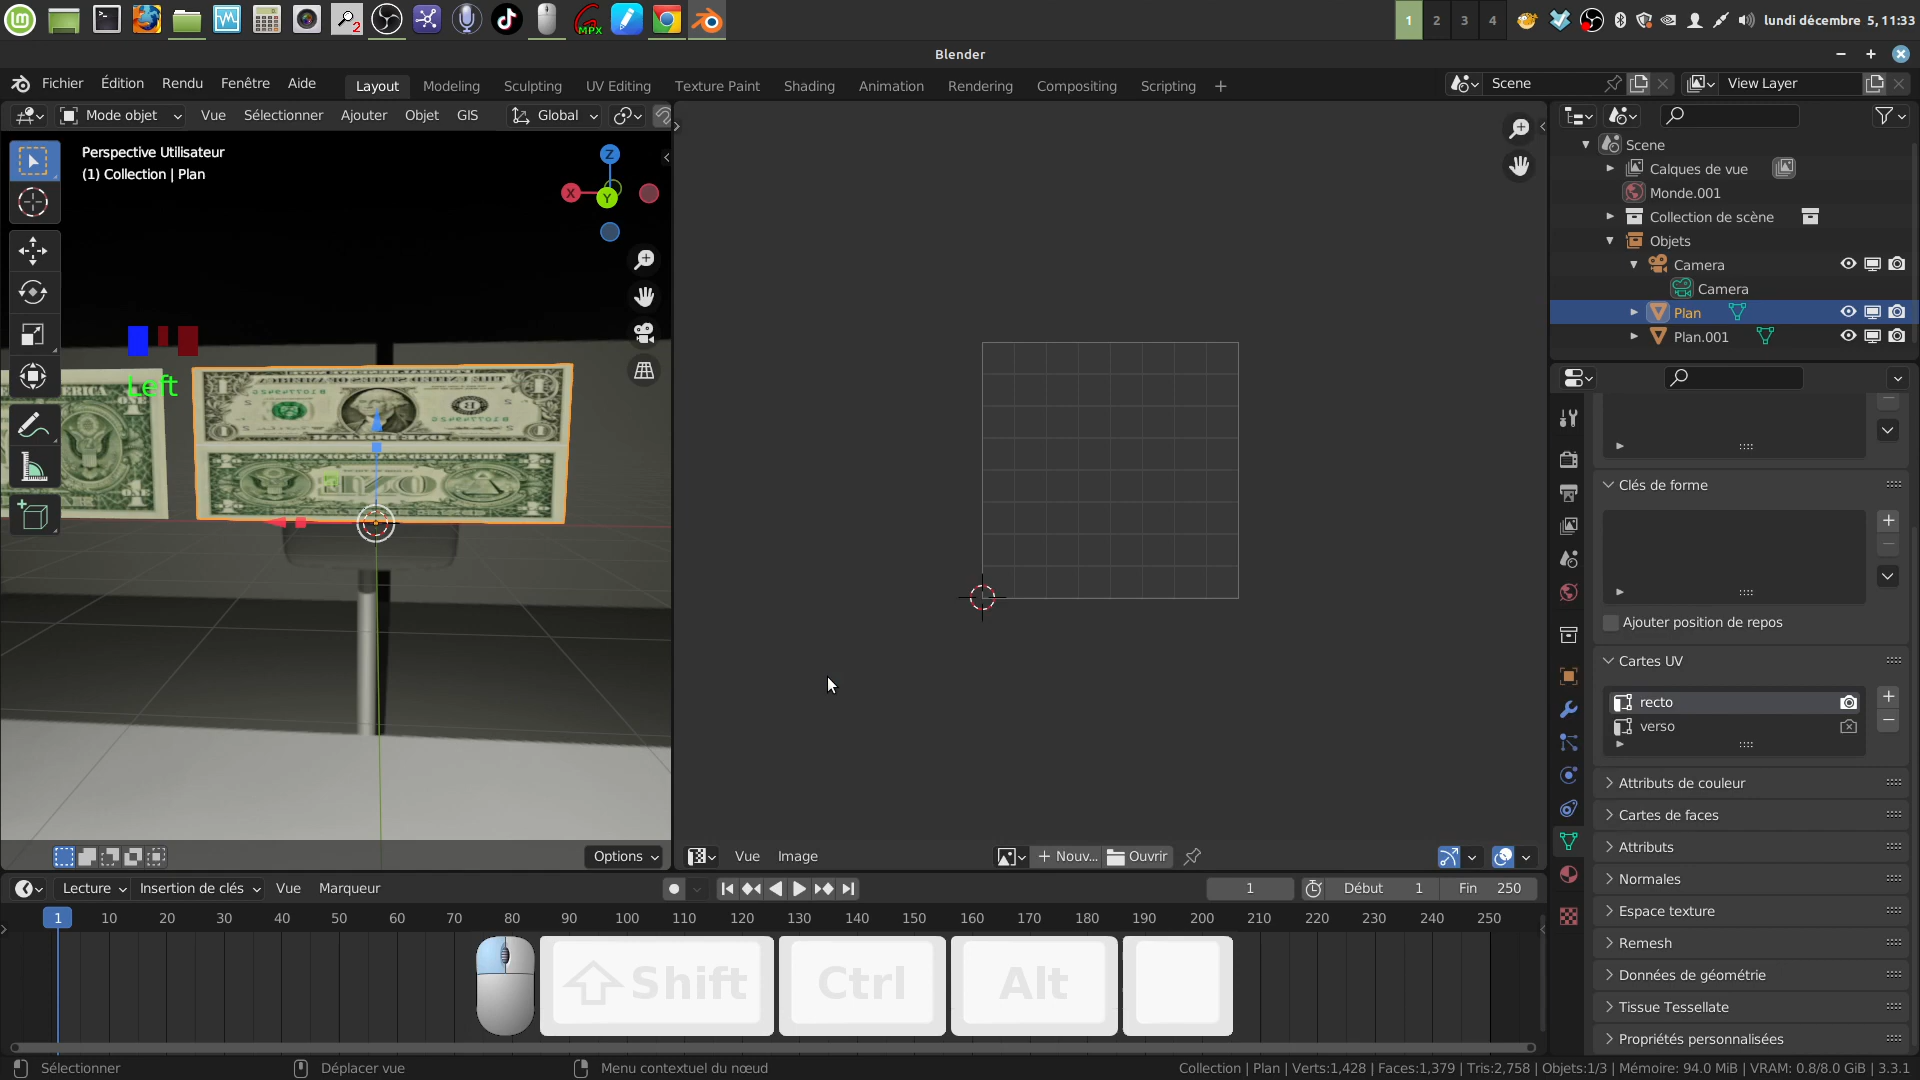 2
MPX
1
2
3
4
lundi décembre 5, 11:33
Blender
Fichier
Édition
Rendu
Fenêtre
Aide
Layout
Modeling
Sculpting
UV Editing
Texture Paint
Shading
Animation
Rendering
Compositing
Scripting
Scene
View Layer
Mode objet
Vue
Sélectionner
Ajouter
Objet
GIS
Global
Perspective Utilisateur
(1) Collection | Plan
Z
X
Y
Left
Options
Vue
Image
Nouv...
Ouvrir
Scene
Calques de vue
Monde.001
Collection de scène
Objets
Camera
Camera
Plan
Plan.001
Clés de forme
Ajouter position de repos
Cartes UV
recto
verso
Attributs de couleur
Cartes de faces
Attributs
Normales
Espace texture
Remesh
Données de géométrie
Tissue Tessellate
Propriétés personnalisées
Lecture
Insertion de clés
Vue
Marqueur
1
Début 1
Fin 250
1 10 20 30 40 50 60 70 80 90 100 110 120 130 140 150 160 170 180 190 200 210 220 230 240 250
Shift
Ctrl
Alt
Sélectionner
Déplacer vue
Menu contextuel du nœud
Collection | Plan | Verts:1,428 | Faces:1,379 | Tris:2,758 | Objets:1/3 | Mémoire: 94.0 MiB | VRAM: 0.8/8.0 GiB | 3.3.1